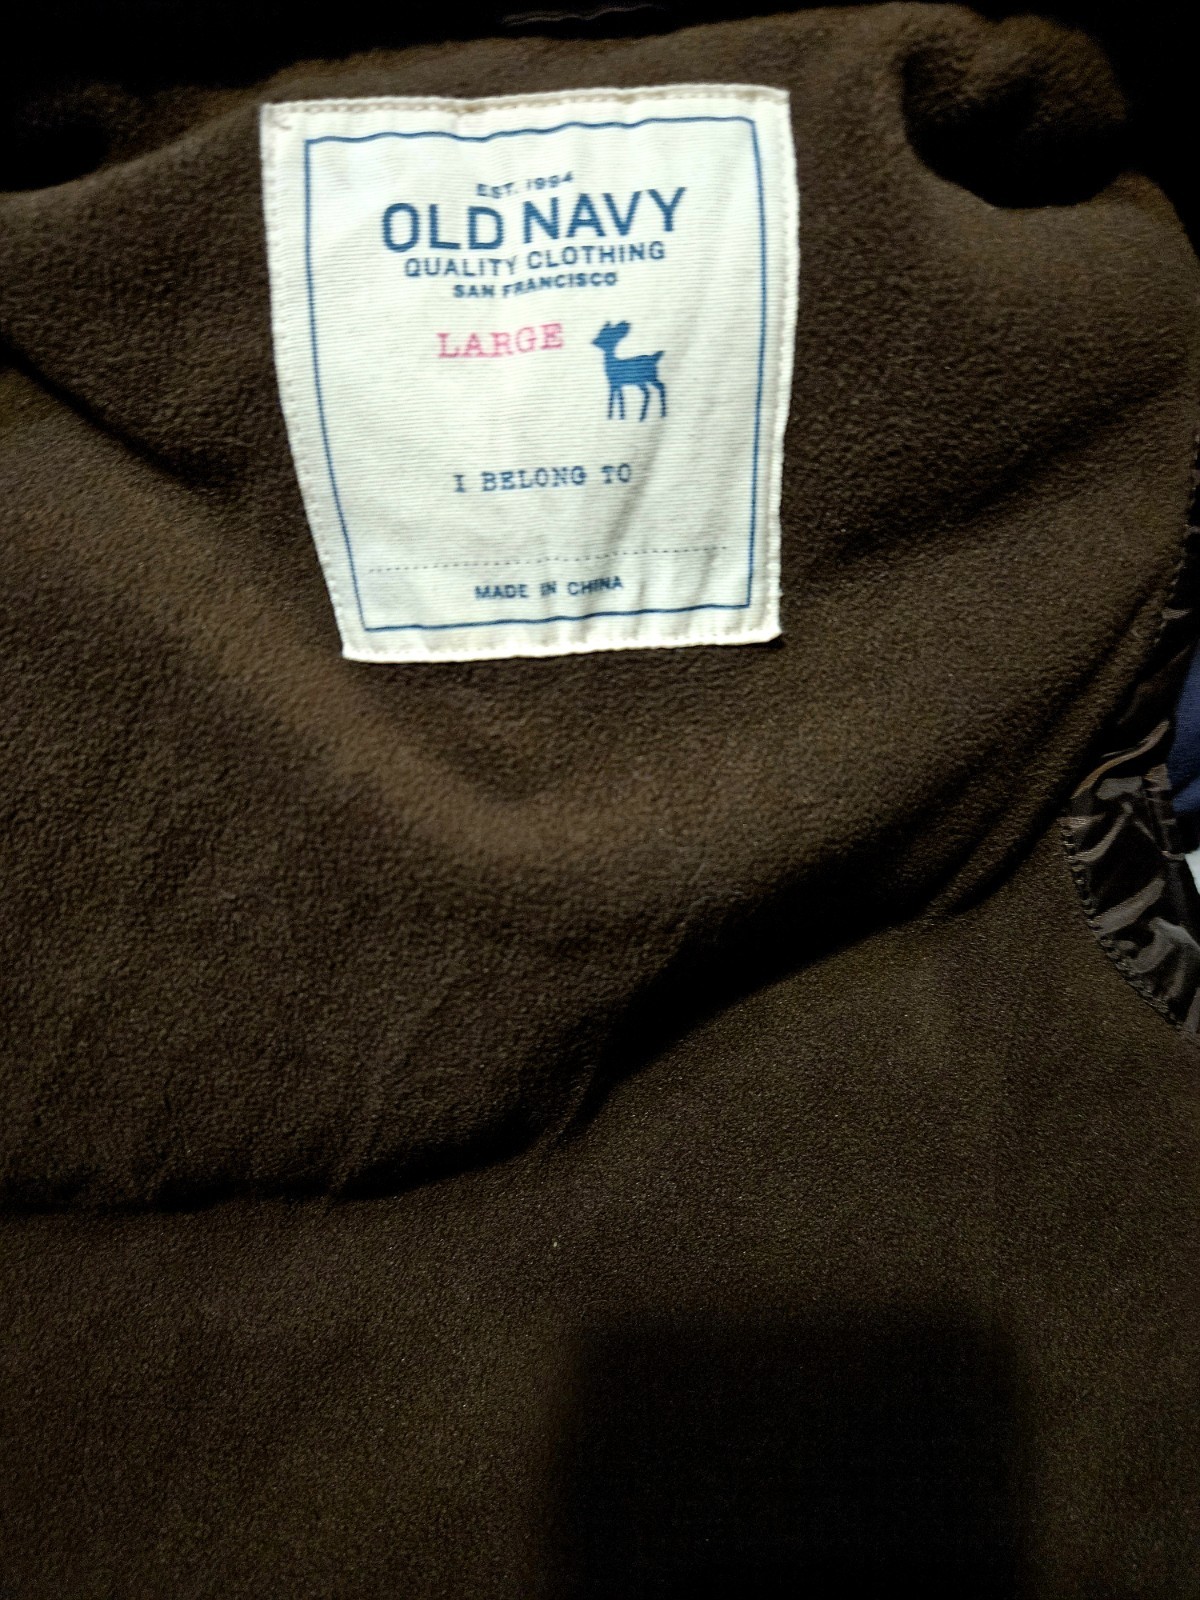 EST. 1994
OLD NAVY
QUALITY CLOTHING
SAN FRANCISCO
LARGE
I BELONG TO
MADE IN CHINA